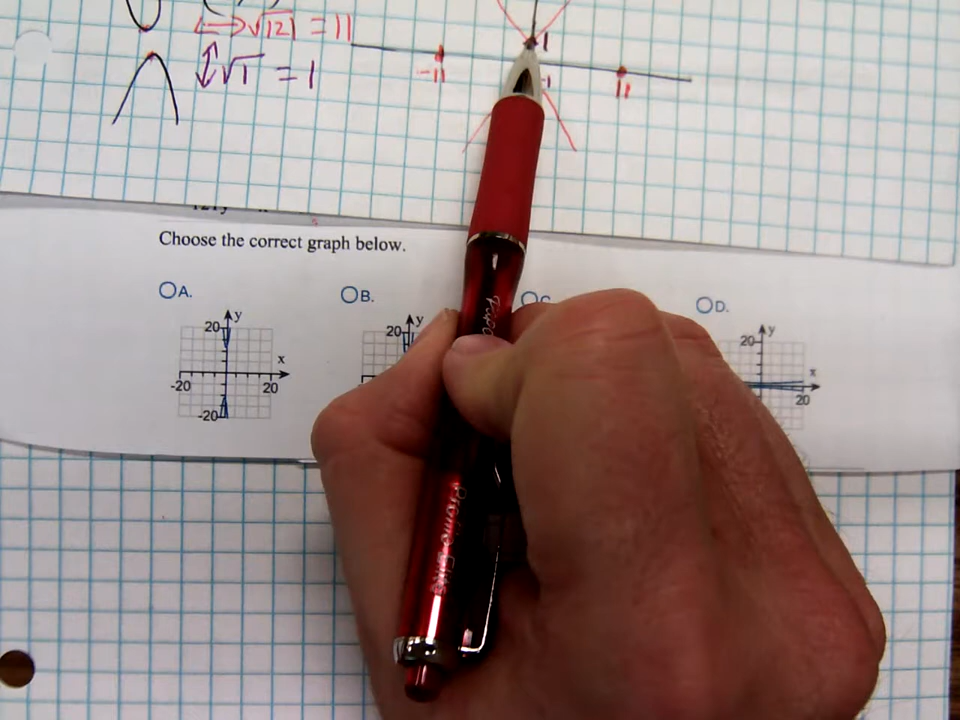 ↔√121 = 11
↕√1 = 1
1
-11
-1
11
Choose the correct graph below.
A.
B.
D.
20 y
x
-20 20
-20
20 y
20 y
x
20